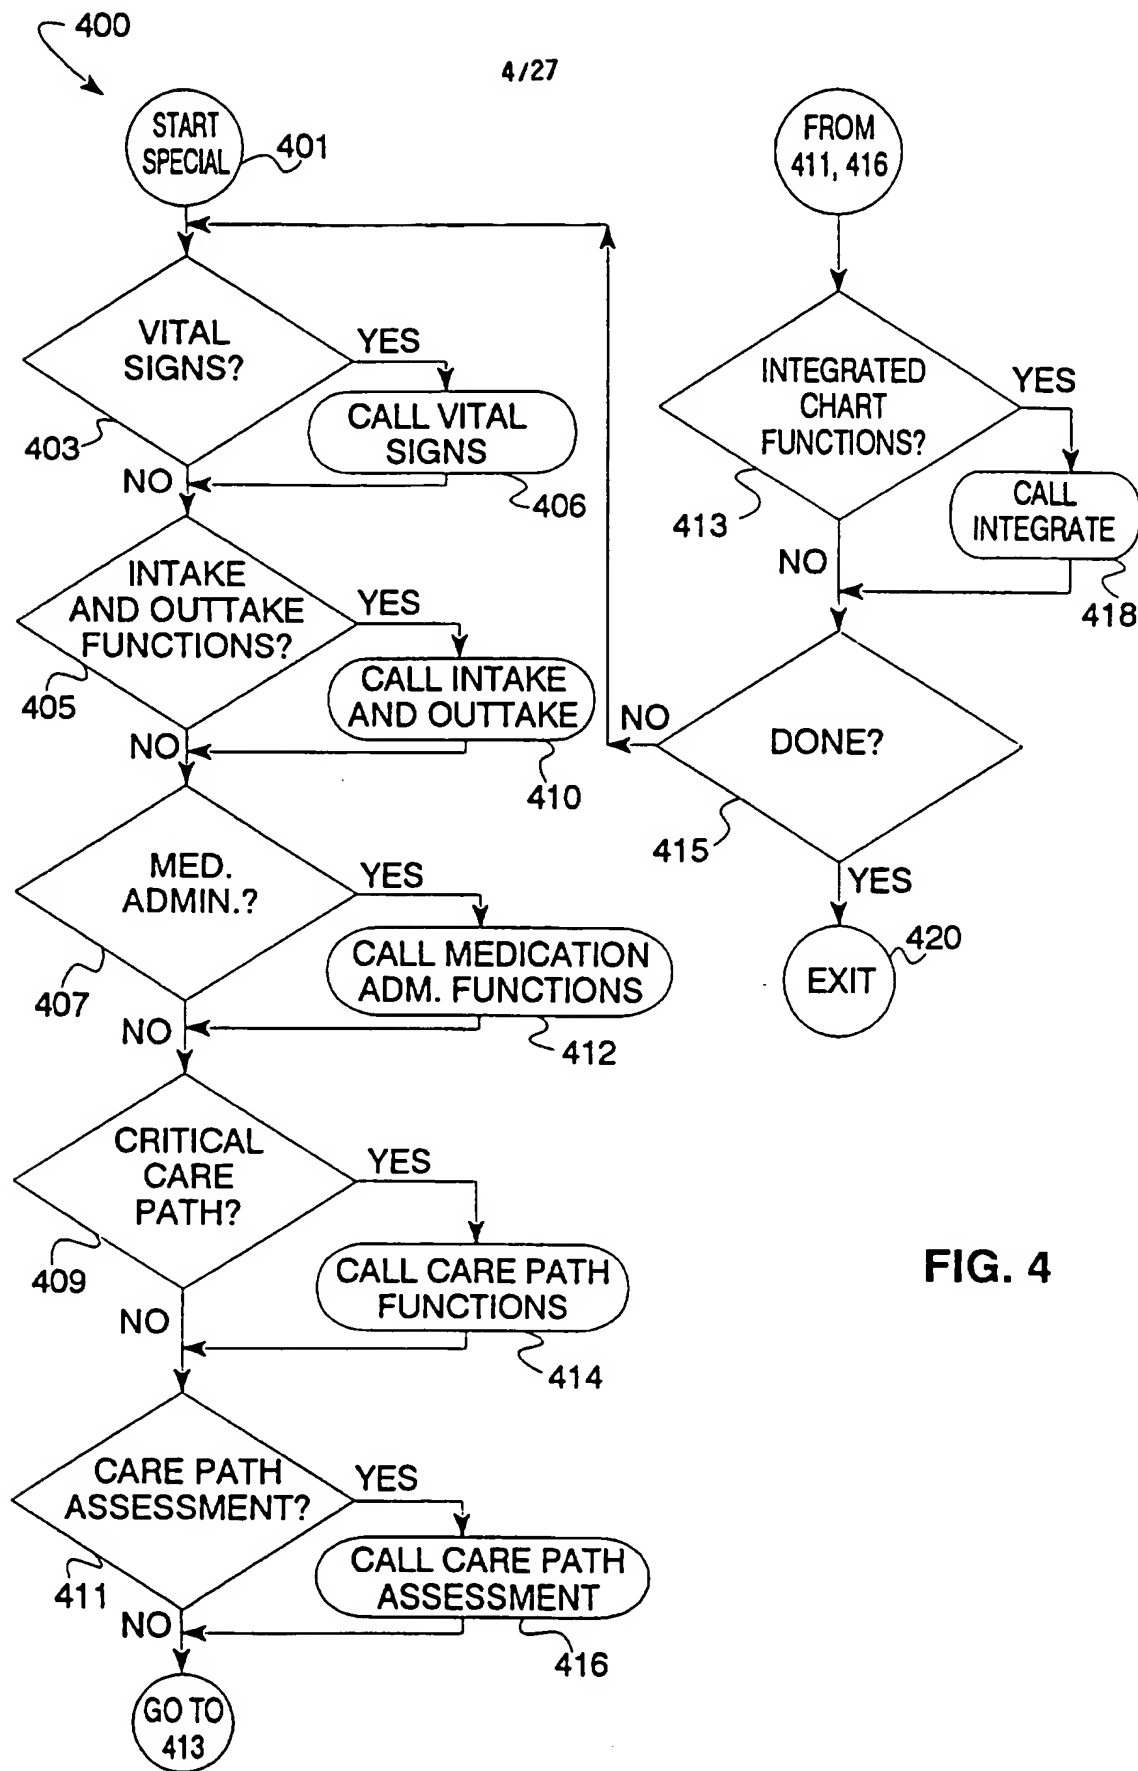 400
4/27
START
SPECIAL
401
VITAL
SIGNS?
YES
403
CALL VITAL
SIGNS
406
NO
INTAKE
AND OUTTAKE
FUNCTIONS?
YES
405
CALL INTAKE
AND OUTTAKE
410
NO
MED.
ADMIN.?
YES
407
CALL MEDICATION
ADM. FUNCTIONS
412
NO
CRITICAL
CARE
PATH?
YES
409
CALL CARE PATH
FUNCTIONS
414
NO
CARE PATH
ASSESSMENT?
YES
411
CALL CARE PATH
ASSESSMENT
416
NO
GO TO
413
FROM
411, 416
INTEGRATED
CHART
FUNCTIONS?
YES
413
CALL
INTEGRATE
418
NO
DONE?
NO
415
YES
EXIT
420
FIG. 4